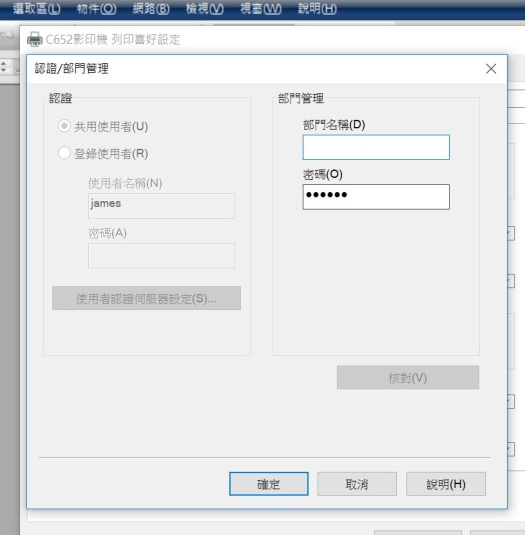 選取區(L) 物件(O) 網路(B) 檢視(V) 視窗(W) 說明(H)
C652影印機 列印喜好設定
認證/部門管理
認證
共用使用者(U)
登錄使用者(R)
使用者名稱(N)
james
密碼(A)
使用者認證伺服器設定(S)...
部門管理
部門名稱(D)
密碼(O)
●●●●●●
核對(V)
確定 取消 說明(H)